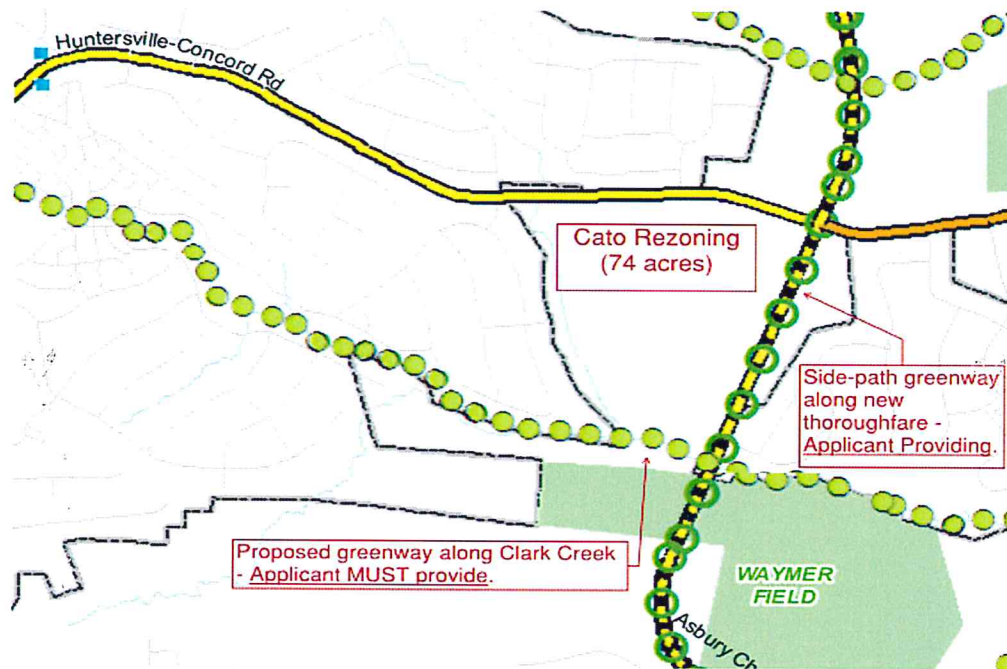 Huntersville-Concord Rd
Cato Rezoning
(74 acres)
Side-path greenway
along new
thoroughfare -
Applicant Providing.
Proposed greenway along Clark Creek
- Applicant MUST provide.
WAYMER
FIELD
Asbury Ch